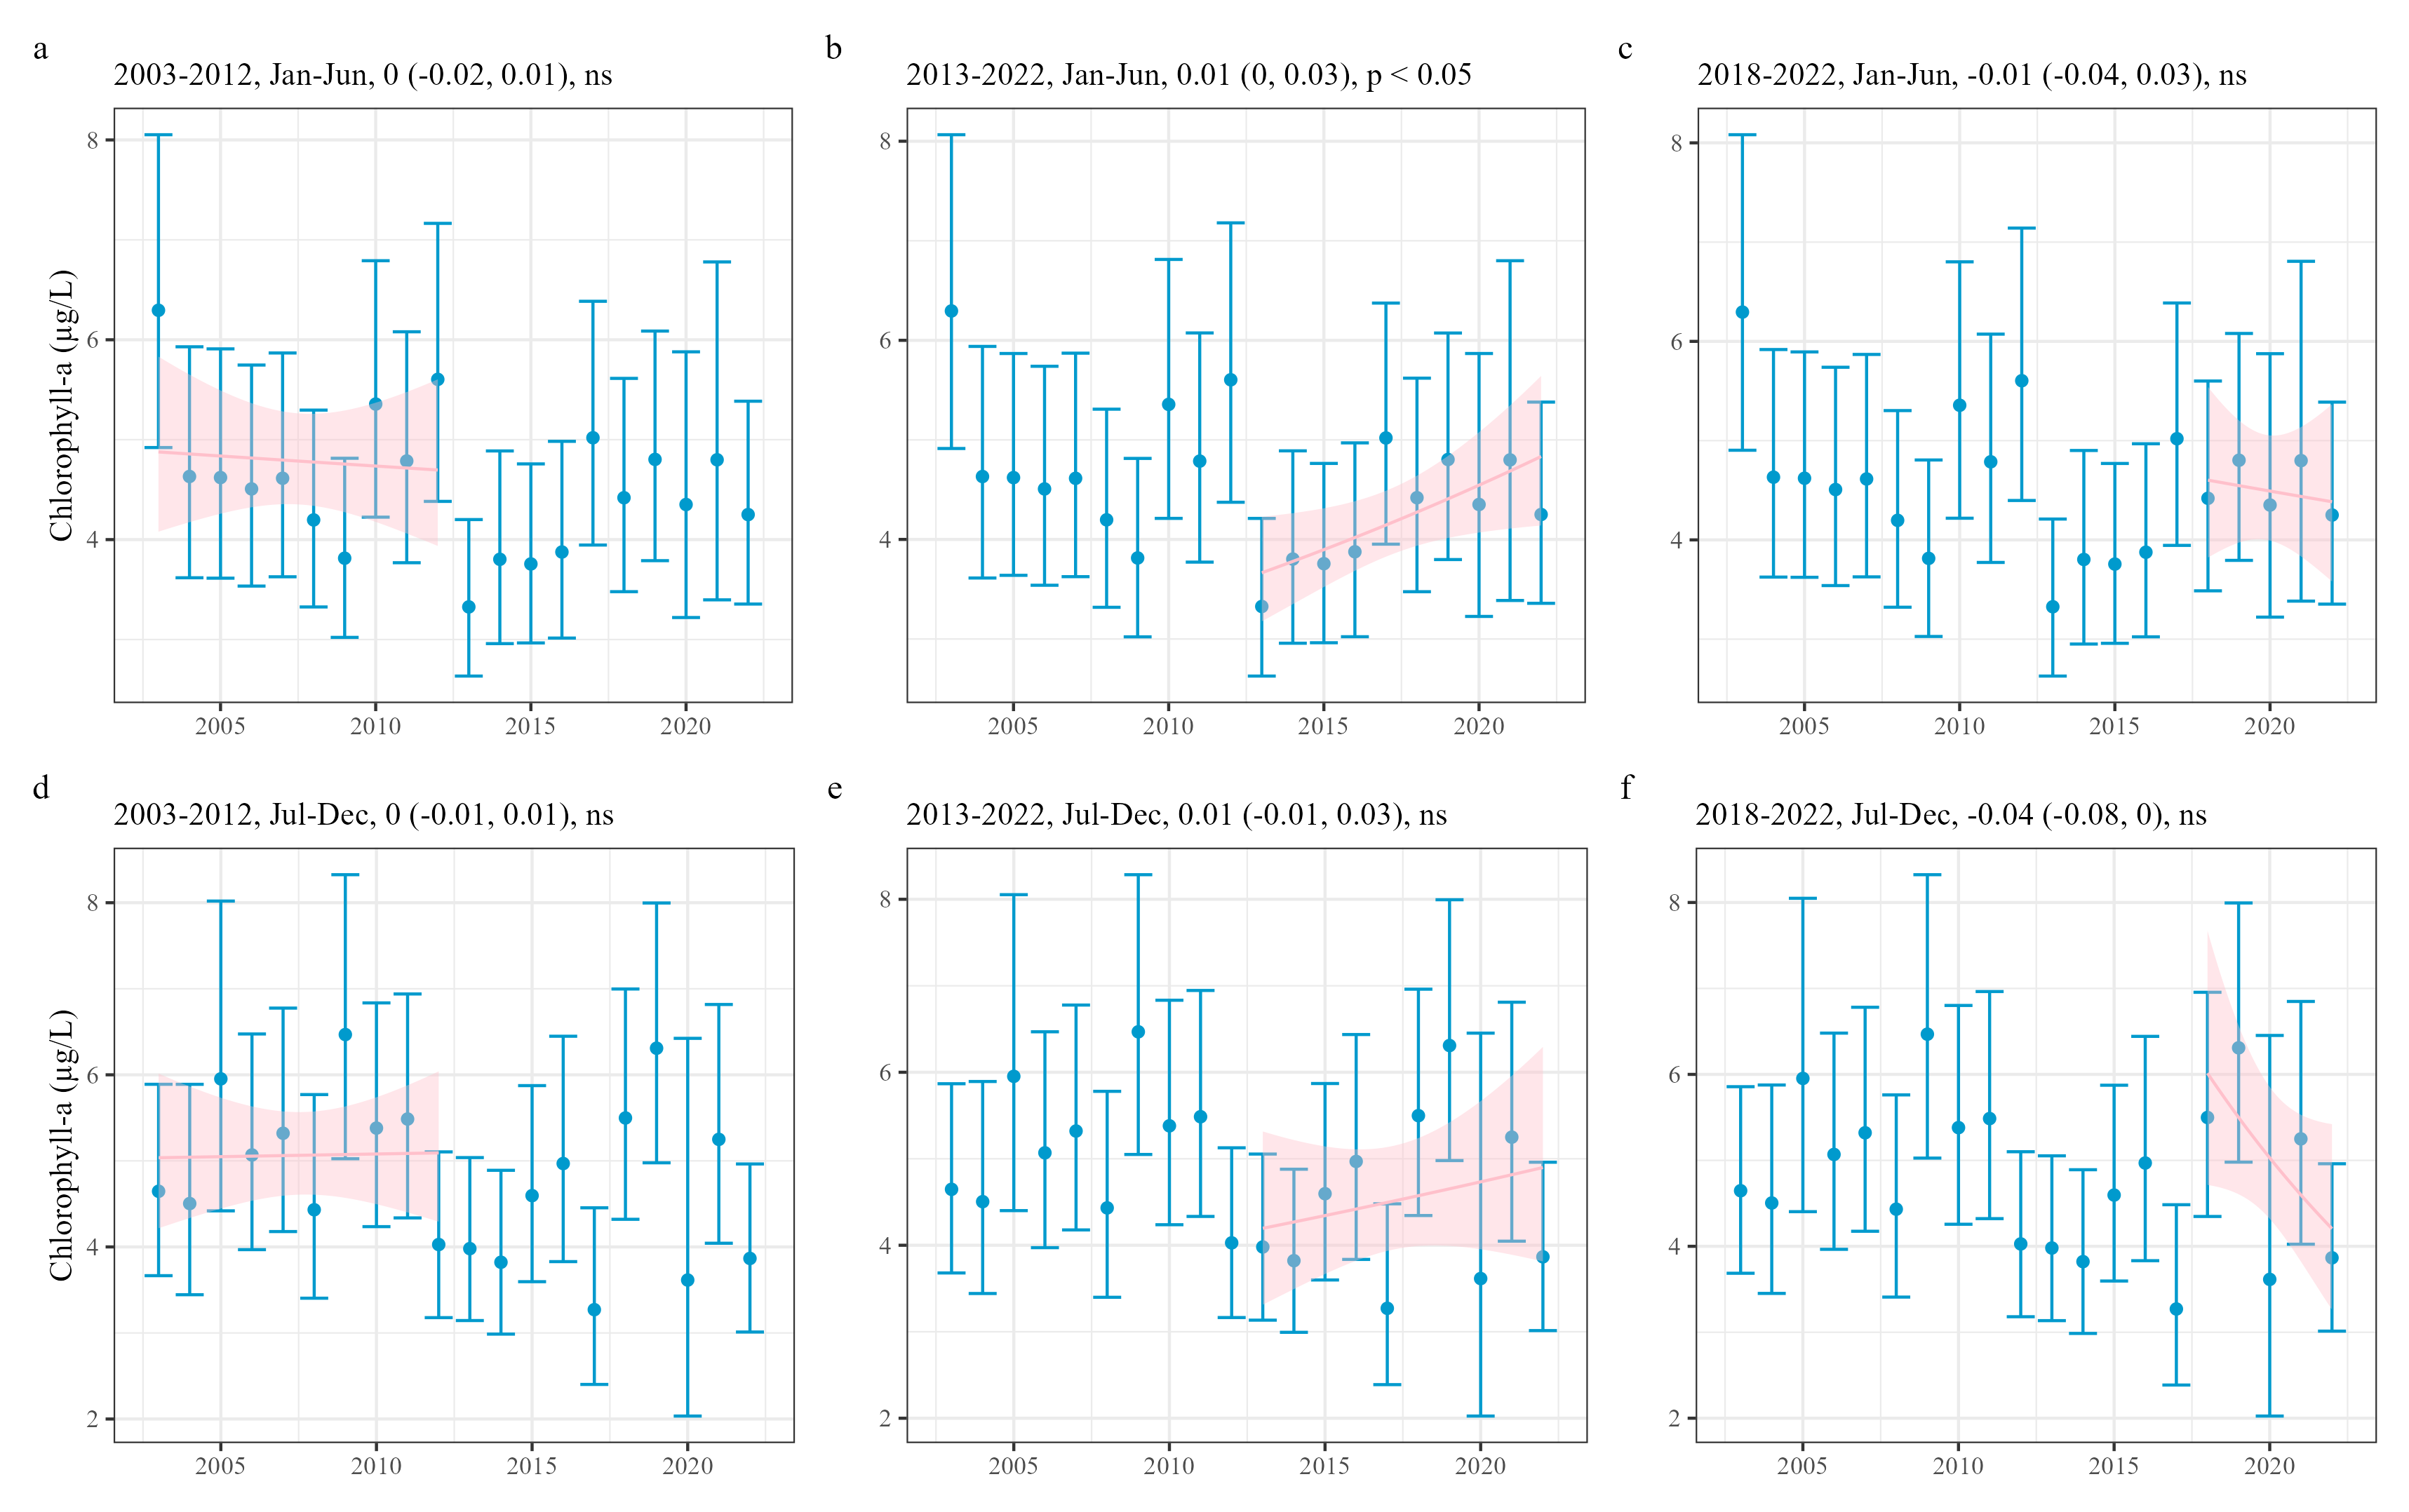 a
2003-2012, Jan-Jun, 0 (-0.02, 0.01), ns
b
2013-2022, Jan-Jun, 0.01 (0, 0.03), p < 0.05
c
2018-2022, Jan-Jun, -0.01 (-0.04, 0.03), ns
Chlorophyll-a (µg/L)
8
6
4
2005 2010 2015 2020
8
6
4
2005 2010 2015 2020
8
6
4
2005 2010 2015 2020
d
2003-2012, Jul-Dec, 0 (-0.01, 0.01), ns
e
2013-2022, Jul-Dec, 0.01 (-0.01, 0.03), ns
f
2018-2022, Jul-Dec, -0.04 (-0.08, 0), ns
Chlorophyll-a (µg/L)
8
6
4
2
2005 2010 2015 2020
8
6
4
2
2005 2010 2015 2020
8
6
4
2
2005 2010 2015 2020